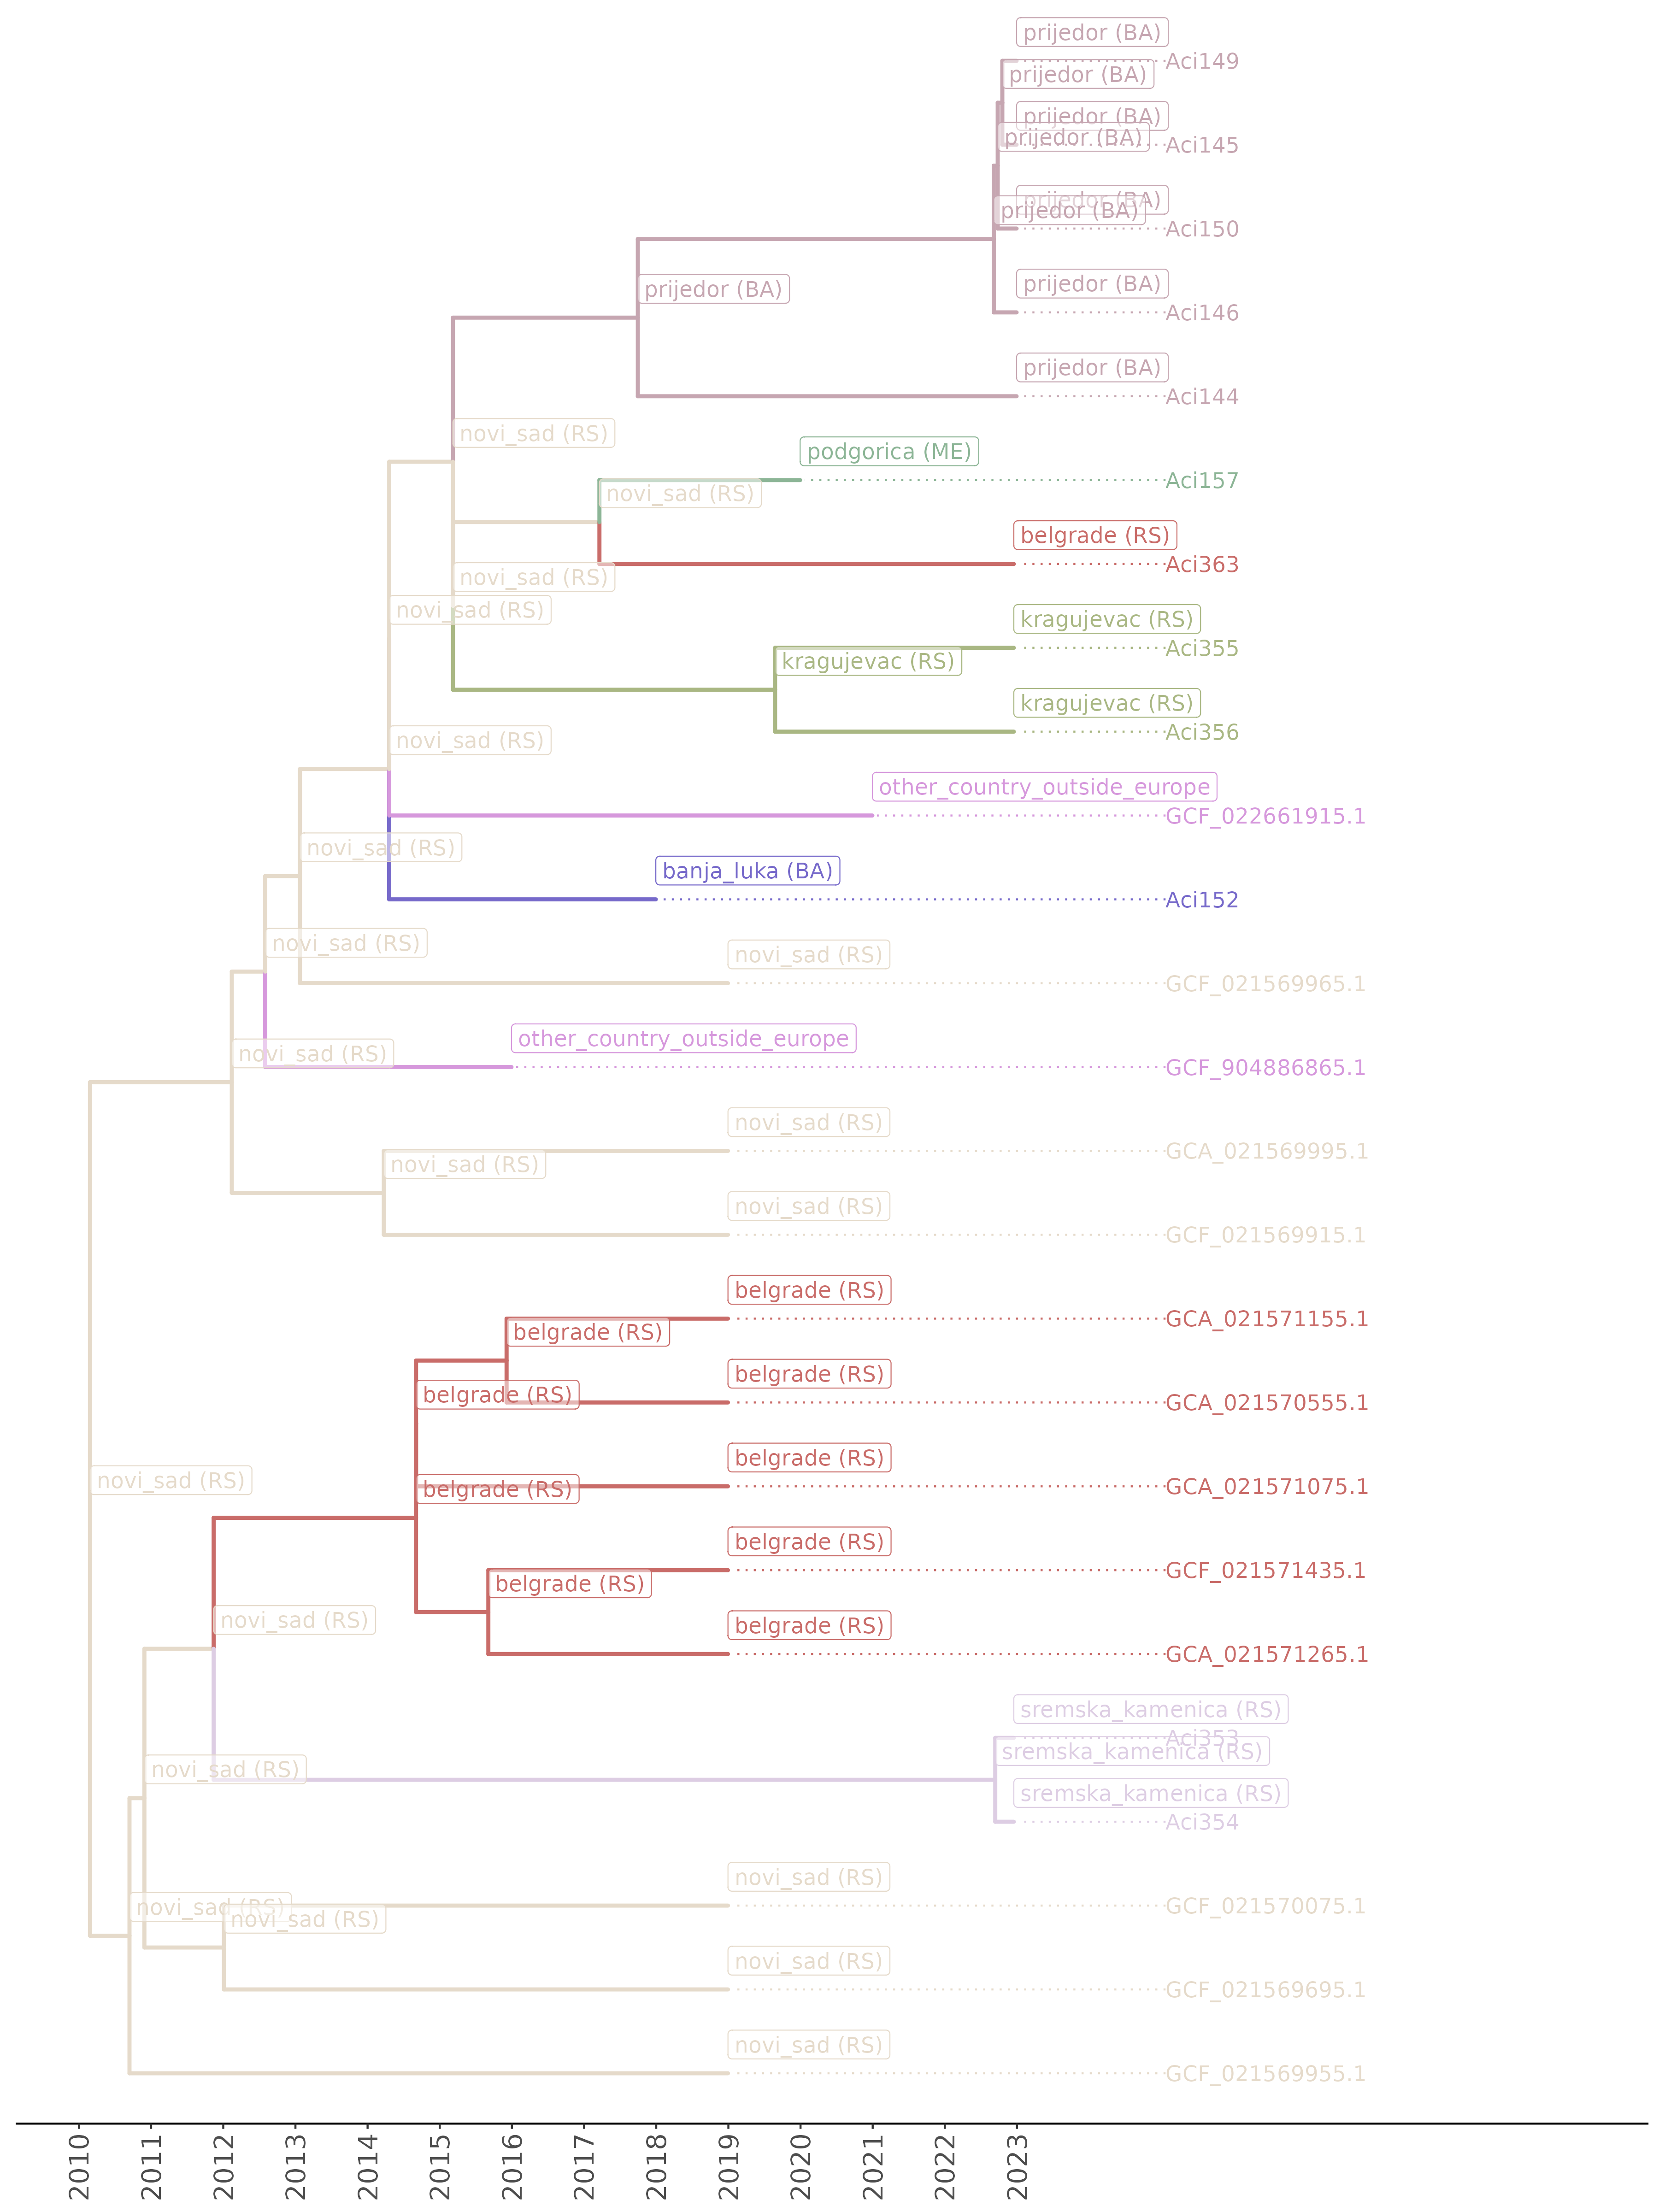 prijedor (BA)
Aci149
prijedor (BA)
prijedor (BA)
prijedor (BA)
Aci145
prijedor (BA)
prijedor (BA)
Aci150
prijedor (BA)
prijedor (BA)
Aci146
prijedor (BA)
Aci144
novi_sad (RS)
podgorica (ME)
Aci157
novi_sad (RS)
belgrade (RS)
Aci363
novi_sad (RS)
novi_sad (RS)
kragujevac (RS)
Aci355
kragujevac (RS)
kragujevac (RS)
Aci356
novi_sad (RS)
other_country_outside_europe
GCF_022661915.1
novi_sad (RS)
banja_luka (BA)
Aci152
novi_sad (RS)
novi_sad (RS)
GCF_021569965.1
novi_sad (RS)
other_country_outside_europe
GCF_904886865.1
novi_sad (RS)
GCA_021569995.1
novi_sad (RS)
novi_sad (RS)
GCF_021569915.1
belgrade (RS)
GCA_021571155.1
belgrade (RS)
belgrade (RS)
belgrade (RS)
GCA_021570555.1
novi_sad (RS)
belgrade (RS)
GCA_021571075.1
belgrade (RS)
belgrade (RS)
GCF_021571435.1
belgrade (RS)
novi_sad (RS)
belgrade (RS)
GCA_021571265.1
sremska_kamenica (RS)
Aci353
sremska_kamenica (RS)
novi_sad (RS)
sremska_kamenica (RS)
Aci354
novi_sad (RS)
novi_sad (RS)
GCF_021570075.1
novi_sad (RS)
novi_sad (RS)
GCF_021569695.1
novi_sad (RS)
GCF_021569955.1
2010 2011 2012 2013 2014 2015 2016 2017 2018 2019 2020 2021 2022 2023